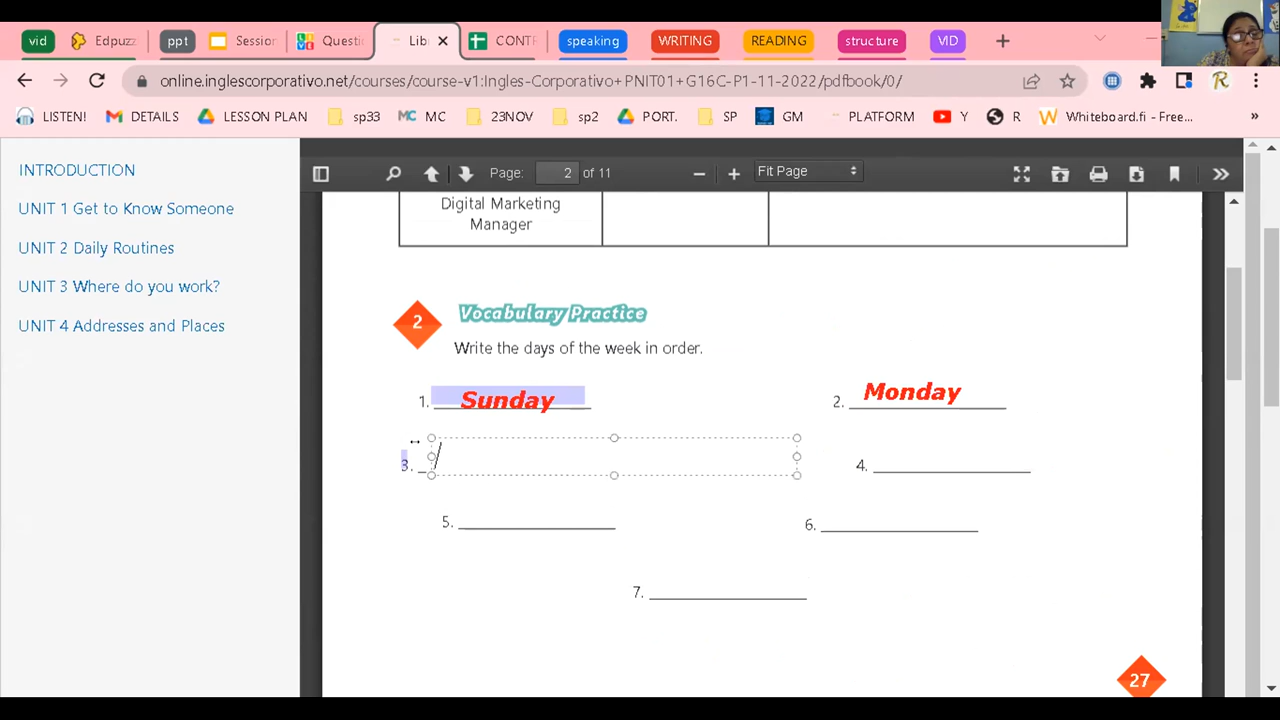 vid Edpuzz ppt Session Questi Libr CONTF speaking WRITING READING structure VID
online.inglescorporativo.net/courses/course-v1:Ingles-Corporativo+PNIT01+G16C-P1-11-2022/pdfbook/0/
LISTEN! DETAILS LESSON PLAN sp33 MC MC 23NOV sp2 PORT. SP GM PLATFORM Y R Whiteboard.fi - Free... »
INTRODUCTION
UNIT 1 Get to Know Someone
UNIT 2 Daily Routines
UNIT 3 Where do you work?
UNIT 4 Addresses and Places
Page: 2 of 11 Fit Page
Digital Marketing
Manager
2 Vocabulary Practice
Write the days of the week in order.
1. Sunday 2. Monday
3. 4.
5. 6.
7.
27